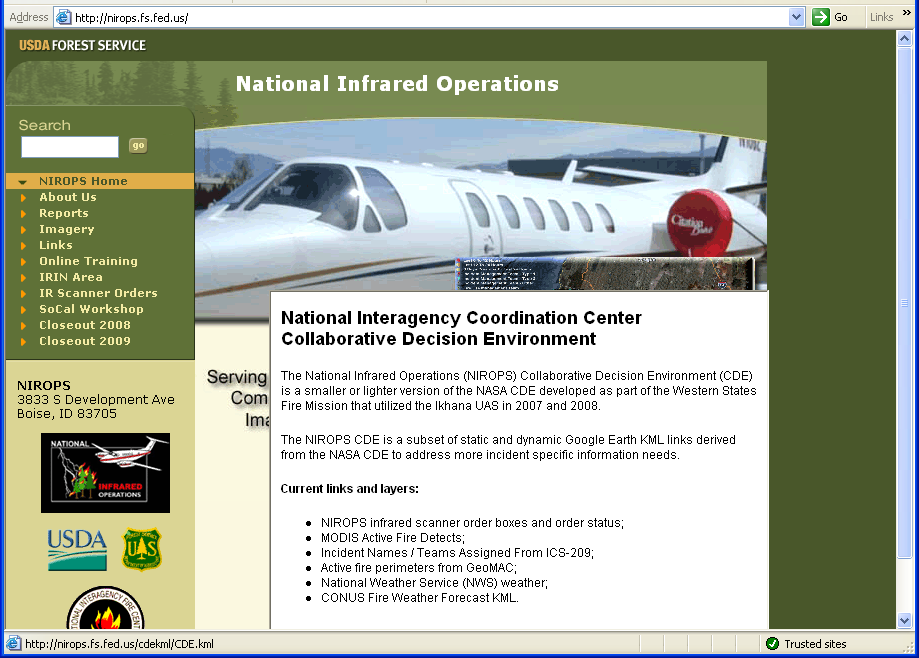 Address http://nirops.fs.fed.us/ Go Links »
USDA FOREST SERVICE
National Infrared Operations
Search
go
NIROPS Home
About Us
Reports
Imagery
Links
Online Training
IRIN Area
IR Scanner Orders
SoCal Workshop
Closeout 2008
Closeout 2009
NIROPS
3833 S Development Ave
Boise, ID 83705
NATIONAL
INFRARED
OPERATIONS
USDA
FOREST SERVICE
UAS
NATIONAL INTERAGENCY FIRE
Citation
Serving
Com
Ima
National Interagency Coordination Center
Collaborative Decision Environment
The National Infrared Operations (NIROPS) Collaborative Decision Environment (CDE)
is a smaller or lighter version of the NASA CDE developed as part of the Western States
Fire Mission that utilized the Ikhana UAS in 2007 and 2008.
The NIROPS CDE is a subset of static and dynamic Google Earth KML links derived
from the NASA CDE to address more incident specific information needs.
Current links and layers:
• NIROPS infrared scanner order boxes and order status;
• MODIS Active Fire Detects;
• Incident Names / Teams Assigned From ICS-209;
• Active fire perimeters from GeoMAC;
• National Weather Service (NWS) weather;
• CONUS Fire Weather Forecast KML.
http://nirops.fs.fed.us/cdekml/CDE.kml
Trusted sites